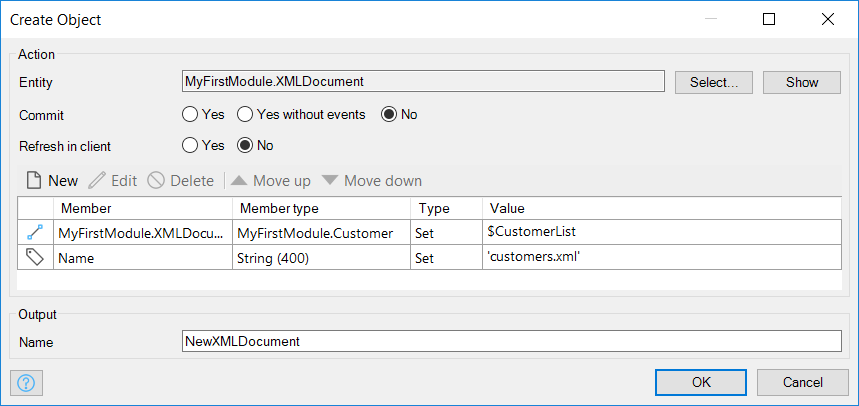 Create Object
Action
Entity MyFirstModule.XMLDocument Select... Show
Commit Yes Yes without events No
Refresh in client Yes No
New Edit Delete Move up Move down
Member Member type Type Value
MyFirstModule.XMLDocu... MyFirstModule.Customer Set $CustomerList
Name String (400) Set 'customers.xml'
Output
Name NewXMLDocument
? OK Cancel